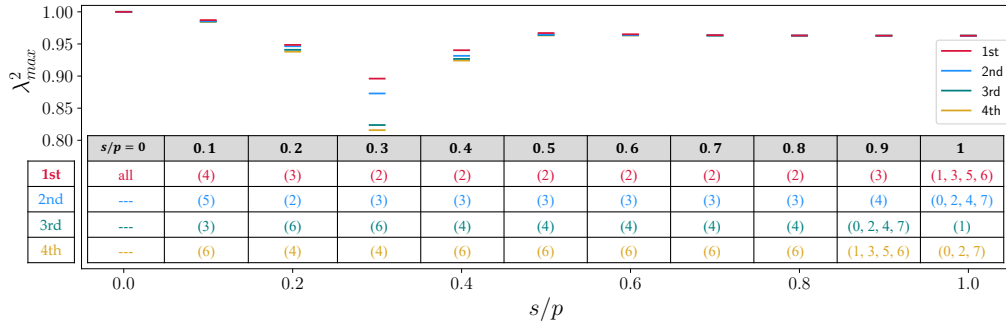 1.00
0.95
0.90
0.85
0.80
λ²max
1st
2nd
3rd
4th
s/p = 0 0.1 0.2 0.3 0.4 0.5 0.6 0.7 0.8 0.9 1
1st all (4) (3) (2) (2) (2) (2) (2) (2) (3) (1, 3, 5, 6)
2nd --- (5) (2) (3) (3) (3) (3) (3) (3) (4) (0, 2, 4, 7)
3rd --- (3) (6) (6) (4) (4) (4) (4) (4) (0, 2, 4, 7) (1)
4th --- (6) (4) (4) (6) (6) (6) (6) (6) (1, 3, 5, 6) (0, 2, 7)
0.0 0.2 0.4 0.6 0.8 1.0
s/p